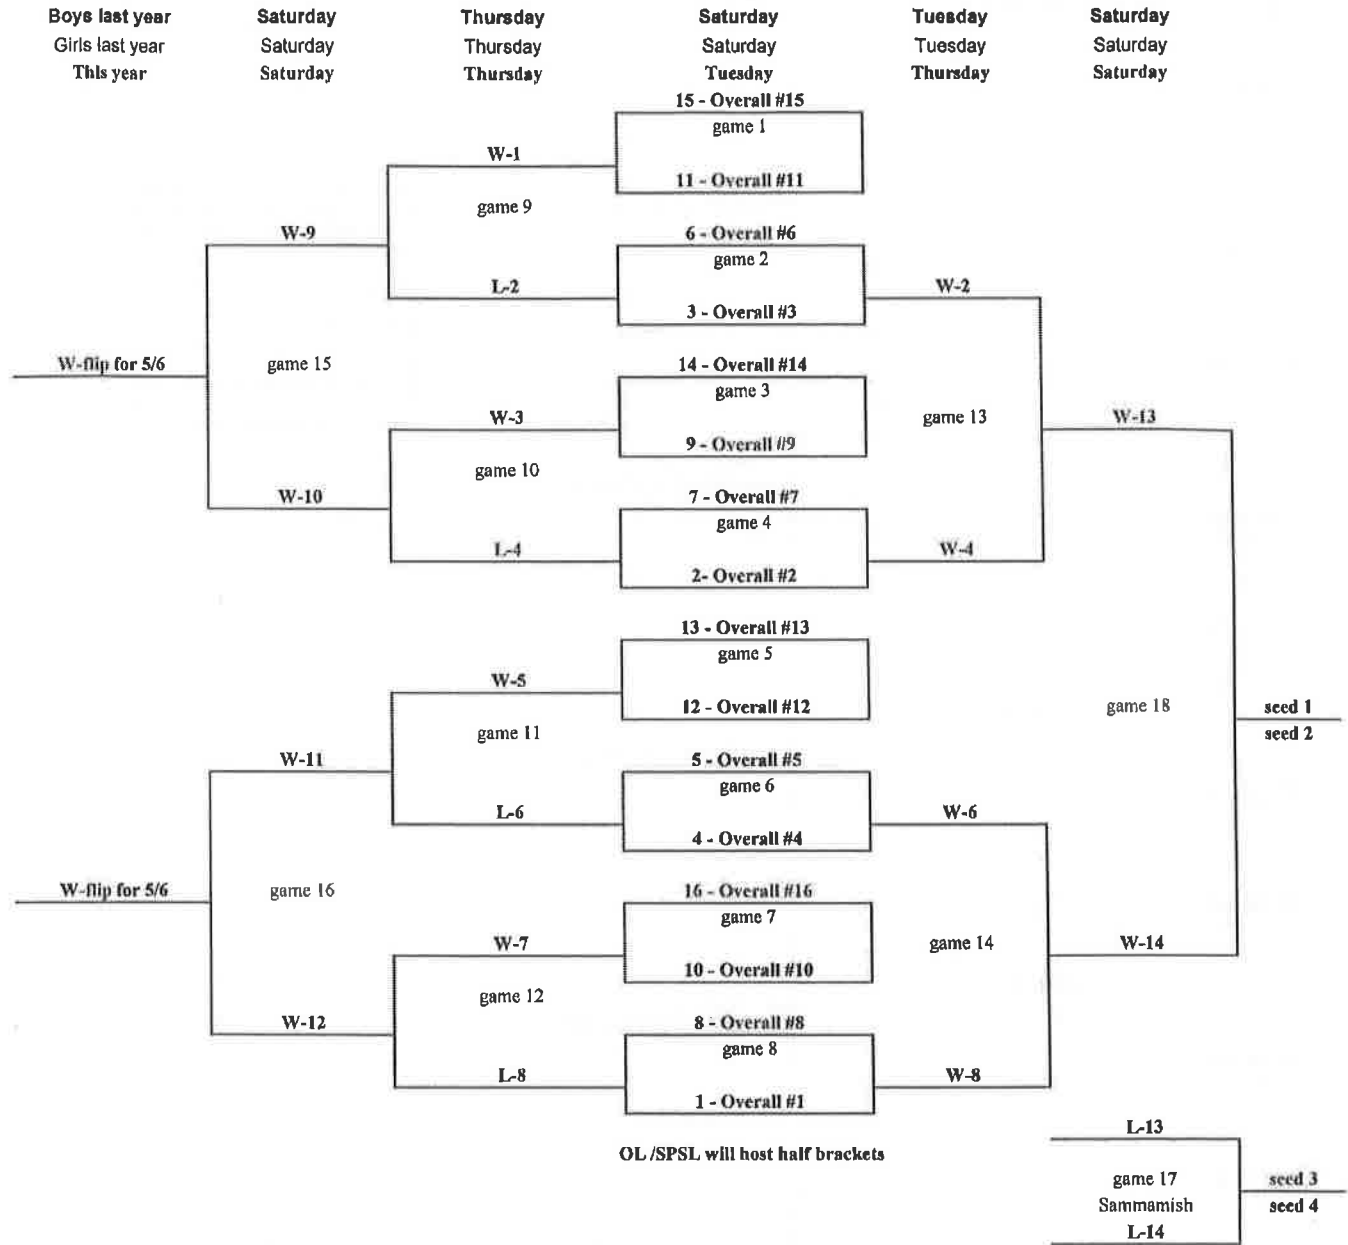 Boys last year Saturday Thursday Saturday Tuesday Saturday
Girls last year Saturday Thursday Saturday Tuesday Saturday
This year Saturday Thursday Tuesday Thursday Saturday
15 - Overall #15
game 1
W-1
11 - Overall #11
game 9
W-9
6 - Overall #6
game 2
L-2
W-2
3 - Overall #3
W-flip for 5/6
game 15
14 - Overall #14
game 3
W-3
game 13
W-13
9 - Overall #9
game 10
W-10
7 - Overall #7
game 4
L-4
W-4
2- Overall #2
13 - Overall #13
game 5
W-5
12 - Overall #12
game 18
seed 1
game 11
seed 2
W-11
5 - Overall #5
game 6
L-6
W-6
4 - Overall #4
W-flip for 5/6
game 16
16 - Overall #16
game 7
W-7
game 14
W-14
10 - Overall #10
game 12
W-12
8 - Overall #8
game 8
L-8
W-8
1 - Overall #1
L-13
OL /SPSL will host half brackets
game 17
seed 3
Sammamish
seed 4
L-14